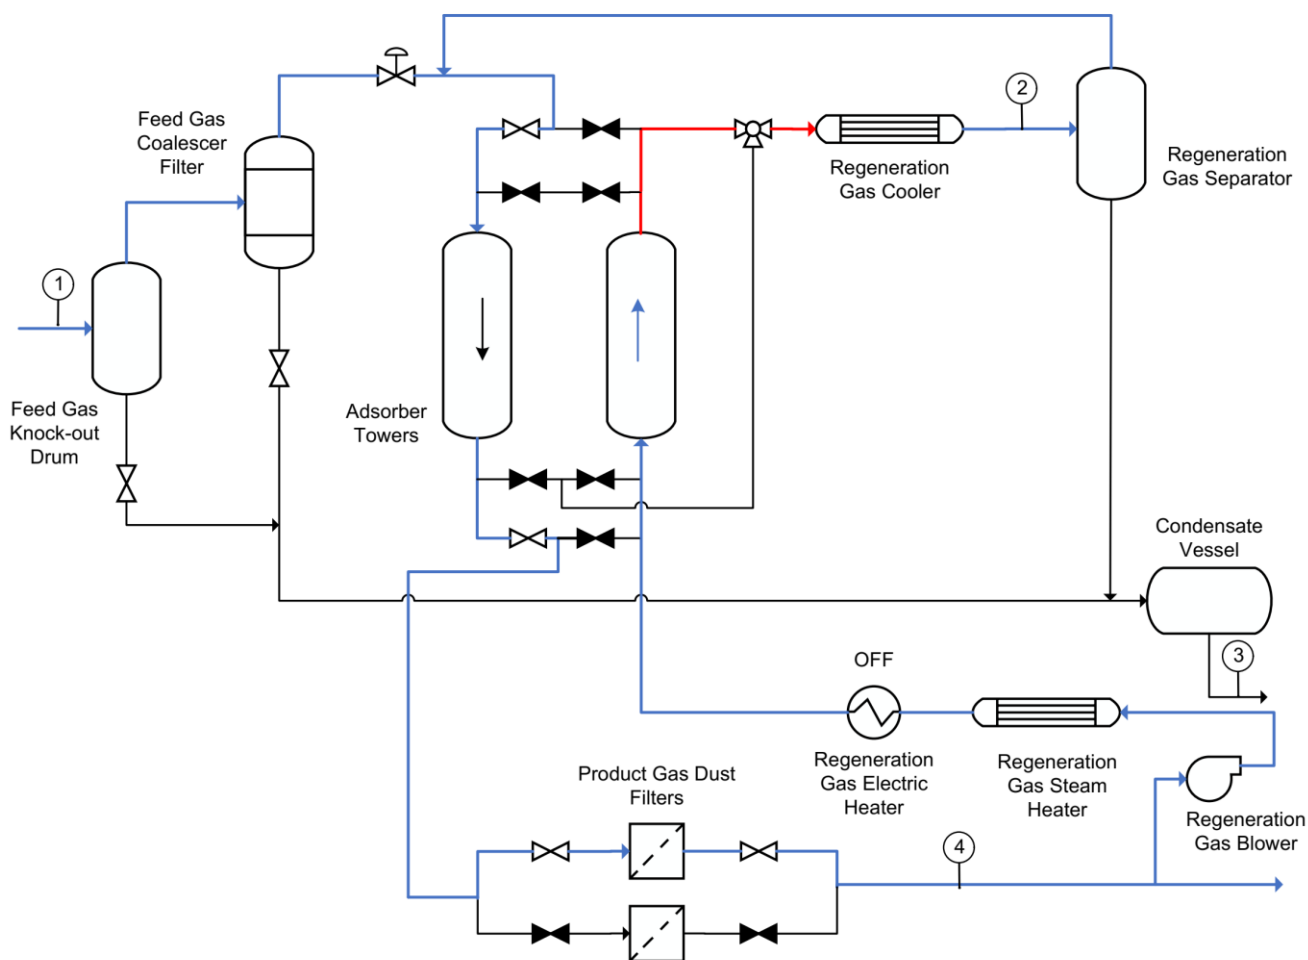 2
Feed Gas
Coalescer
Filter
Regeneration
Gas Cooler
Regeneration
Gas Separator
1
Feed Gas
Knock-out
Drum
Adsorber
Towers
Condensate
Vessel
3
OFF
Regeneration
Gas Electric
Heater
Regeneration
Gas Steam
Heater
Product Gas Dust
Filters
Regeneration
Gas Blower
4